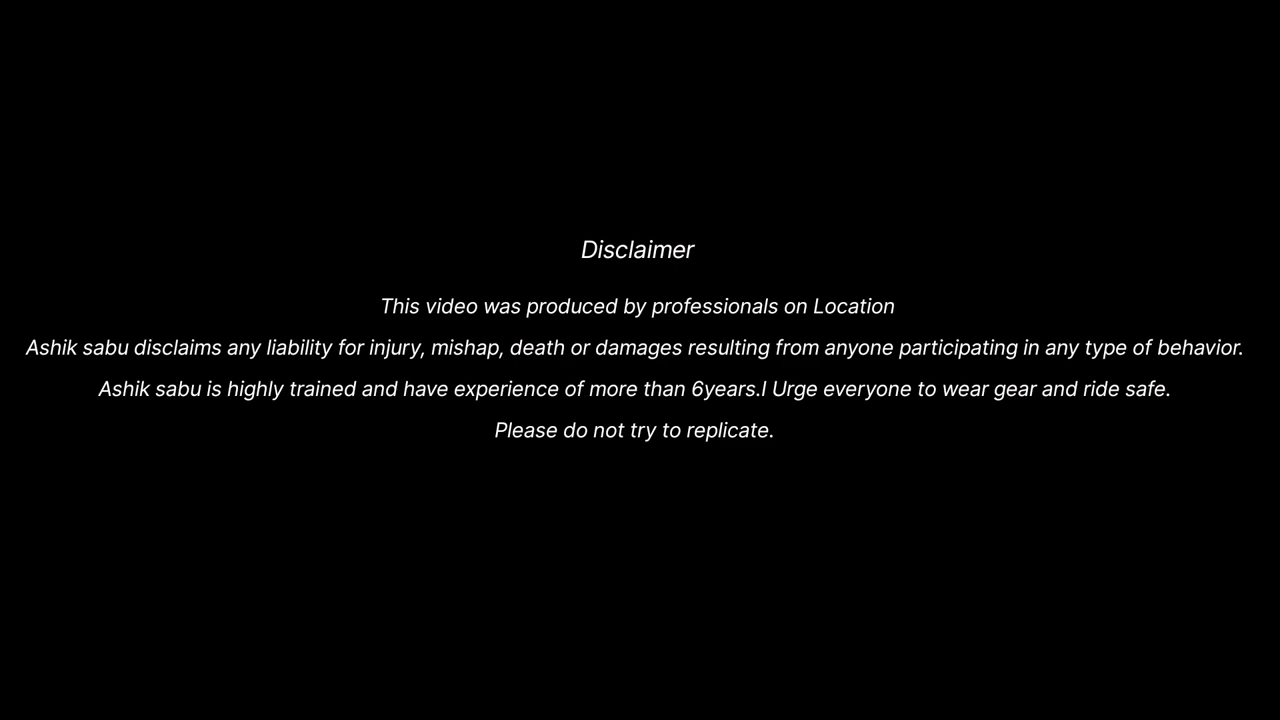 Disclaimer
This video was produced by professionals on Location
Ashik sabu disclaims any liability for injury, mishap, death or damages resulting from anyone participating in any type of behavior.
Ashik sabu is highly trained and have experience of more than 6years.I Urge everyone to wear gear and ride safe.
Please do not try to replicate.